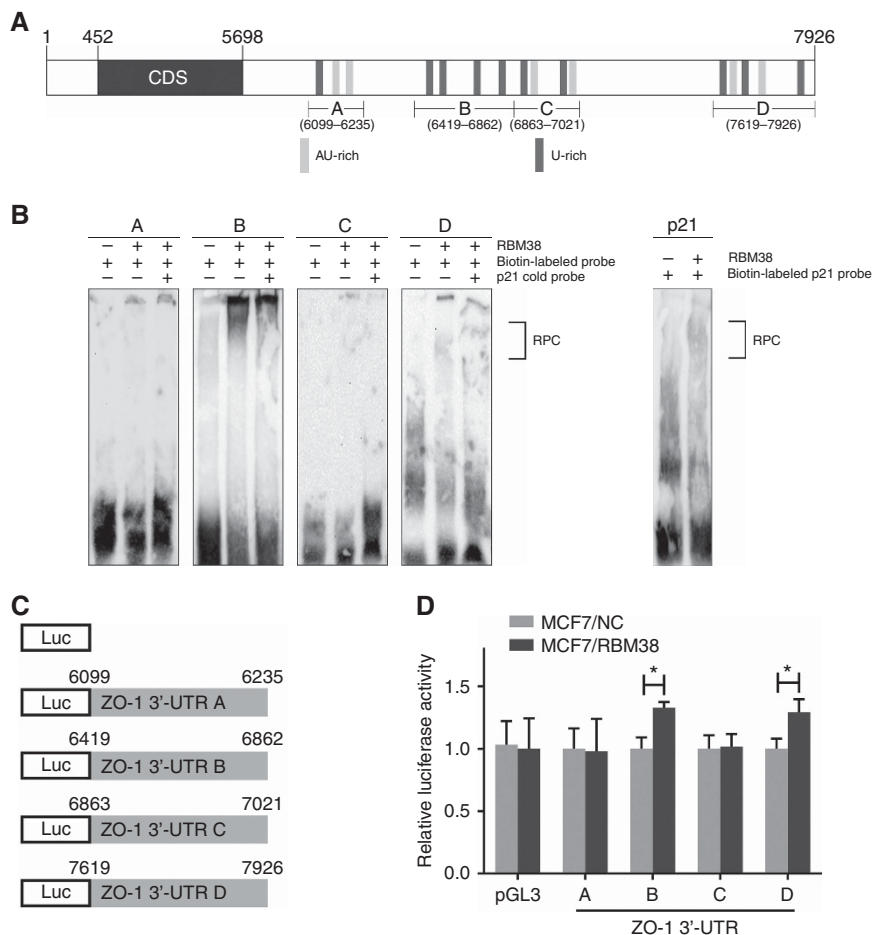 A
1 452 5698 7926
CDS
A B C D
(6099–6235) (6419–6862) (6863–7021) (7619–7926)
AU-rich U-rich
B
A B C D p21
– + + – + + – + + – + + RBM38
+ + + + + + + + + + + + Biotin-labeled probe
– – + – – + – – + – – + p21 cold probe
– + RBM38
+ + Biotin-labeled p21 probe
RPC RPC
C
Luc
6099 6235
Luc ZO-1 3'-UTR A
6419 6862
Luc ZO-1 3'-UTR B
6863 7021
Luc ZO-1 3'-UTR C
7619 7926
Luc ZO-1 3'-UTR D
D
MCF7/NC
MCF7/RBM38
Relative luciferase activity
* *
1.5
1.0
0.5
0.0
pGL3 A B C D
ZO-1 3'-UTR